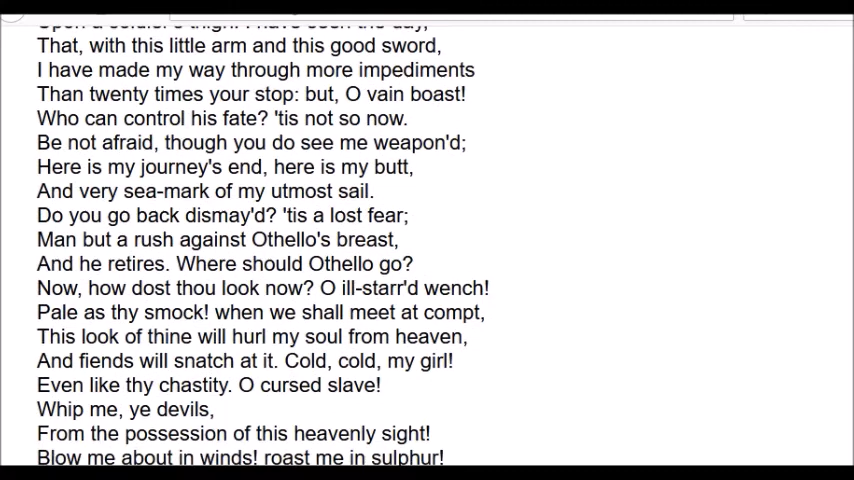 Upon a soldier's thigh: I have seen the day,
That, with this little arm and this good sword,
I have made my way through more impediments
Than twenty times your stop: but, O vain boast!
Who can control his fate? 'tis not so now.
Be not afraid, though you do see me weapon'd;
Here is my journey's end, here is my butt,
And very sea-mark of my utmost sail.
Do you go back dismay'd? 'tis a lost fear;
Man but a rush against Othello's breast,
And he retires. Where should Othello go?
Now, how dost thou look now? O ill-starr'd wench!
Pale as thy smock! when we shall meet at compt,
This look of thine will hurl my soul from heaven,
And fiends will snatch at it. Cold, cold, my girl!
Even like thy chastity. O cursed slave!
Whip me, ye devils,
From the possession of this heavenly sight!
Blow me about in winds! roast me in sulphur!